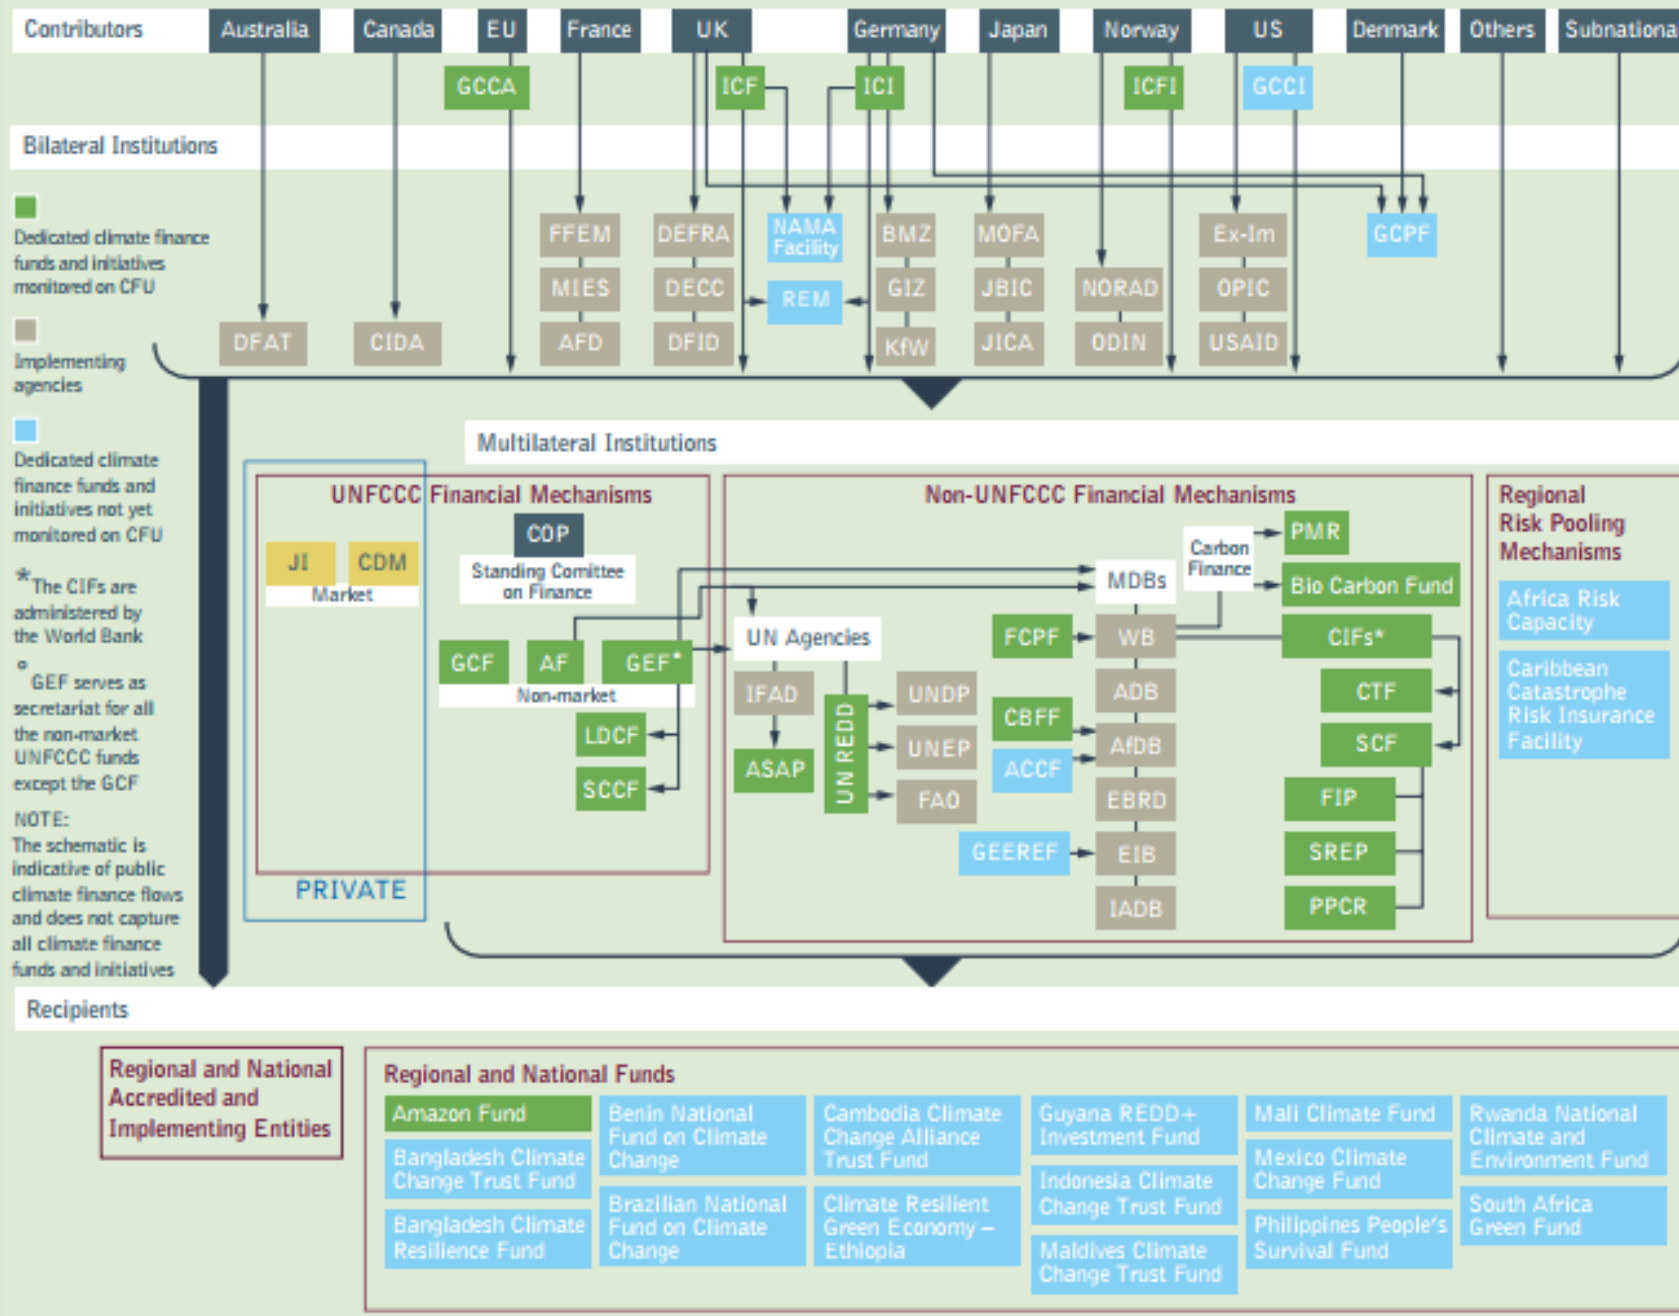 Contributors
Australia
Canada
EU
France
UK
Germany
Japan
Norway
US
Denmark
Others
Subnationa
GCCA
ICF
ICI
ICFI
GCCI
Bilateral Institutions
Dedicated climate finance
funds and initiatives
monitored on CFU
Implementing
agencies
Dedicated climate
finance funds and
initiatives not yet
monitored on CFU
*The CIFs are
administered by
the World Bank
° GEF serves as
secretariat for all
the non-market
UNFCCC funds
except the GCF
NOTE:
The schematic is
indicative of public
climate finance flows
and does not capture
all climate finance
funds and initiatives
DFAT
CIDA
FFEM
MIES
AFD
DEFRA
DECC
DFID
NAMA
Facility
REM
BMZ
GIZ
KfW
MOFA
JBIC
JICA
NORAD
ODIN
Ex-Im
OPIC
USAID
GCPF
Multilateral Institutions
UNFCCC Financial Mechanisms
COP
Standing Comittee
on Finance
JI
CDM
Market
GCF
AF
GEF*
Non-market
LDCF
SCCF
PRIVATE
Non-UNFCCC Financial Mechanisms
UN Agencies
IFAD
ASAP
UN REDD
UNDP
UNEP
FAO
FCPF
CBFF
ACCF
GEEREF
MDBs
WB
ADB
AfDB
EBRD
EIB
IADB
Carbon
Finance
PMR
Bio Carbon Fund
CIFs*
CTF
SCF
FIP
SREP
PPCR
Regional
Risk Pooling
Mechanisms
Africa Risk
Capacity
Caribbean
Catastrophe
Risk Insurance
Facility
Recipients
Regional and National
Accredited and
Implementing Entities
Regional and National Funds
Amazon Fund
Bangladesh Climate
Change Trust Fund
Bangladesh Climate
Resilience Fund
Benin National
Fund on Climate
Change
Brazilian National
Fund on Climate
Change
Cambodia Climate
Change Alliance
Trust Fund
Climate Resilient
Green Economy –
Ethiopia
Guyana REDD+
Investment Fund
Indonesia Climate
Change Trust Fund
Maldives Climate
Change Trust Fund
Mali Climate Fund
Mexico Climate
Change Fund
Philippines People's
Survival Fund
Rwanda National
Climate and
Environment Fund
South Africa
Green Fund